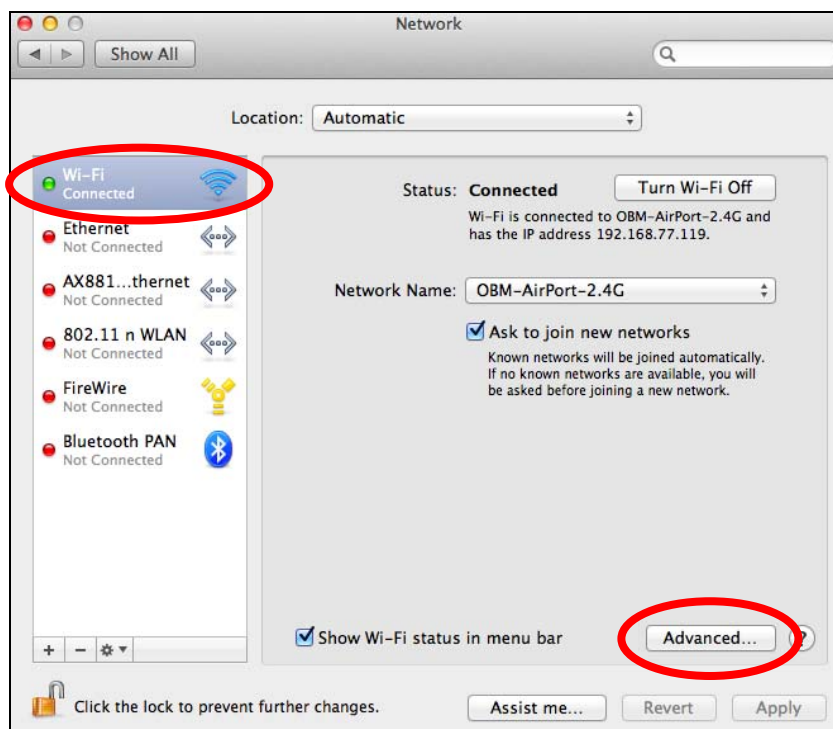 Network
Show All
Location: Automatic
Wi-Fi
Connected
Ethernet
Not Connected
AX881...thernet
Not Connected
802.11 n WLAN
Not Connected
FireWire
Not Connected
Bluetooth PAN
Not Connected
Status: Connected Turn Wi-Fi Off
Wi-Fi is connected to OBM-AirPort-2.4G and
has the IP address 192.168.77.119.
Network Name: OBM-AirPort-2.4G
Ask to join new networks
Known networks will be joined automatically.
If no known networks are available, you will
be asked before joining a new network.
Show Wi-Fi status in menu bar Advanced... ?
Click the lock to prevent further changes.
Assist me... Revert Apply